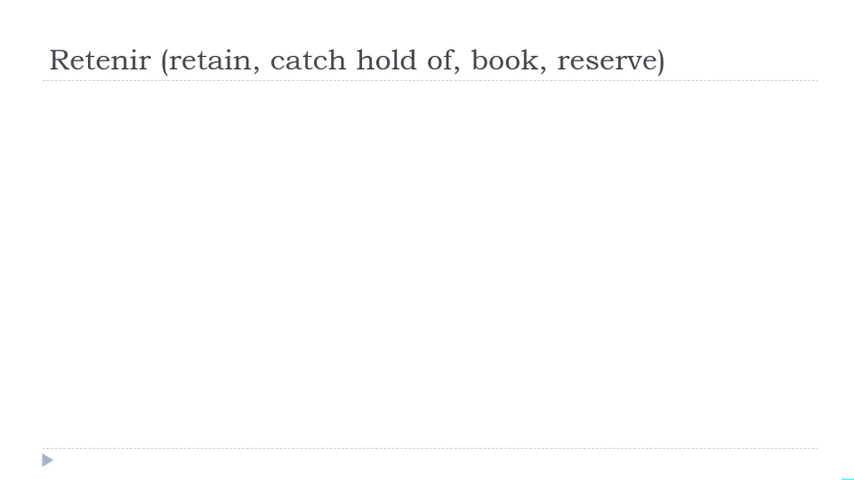 Retenir (retain, catch hold of, book, reserve)